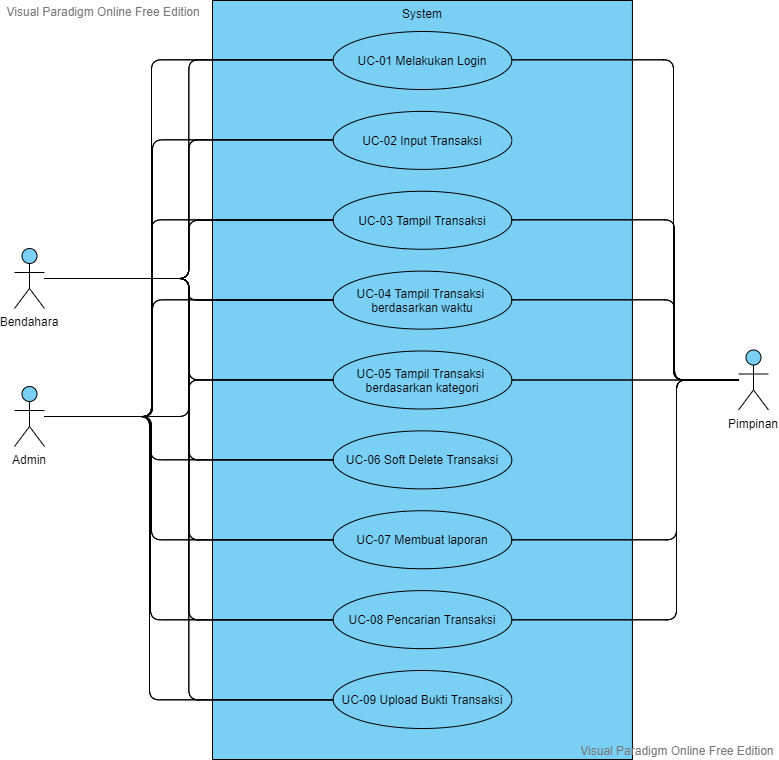 Visual Paradigm Online Free Edition
System
UC-01 Melakukan Login
UC-02 Input Transaksi
UC-03 Tampil Transaksi
UC-04 Tampil Transaksi
berdasarkan waktu
UC-05 Tampil Transaksi
berdasarkan kategori
UC-06 Soft Delete Transaksi
UC-07 Membuat laporan
UC-08 Pencarian Transaksi
UC-09 Upload Bukti Transaksi
Bendahara
Admin
Pimpinan
Visual Paradigm Online Free Edition